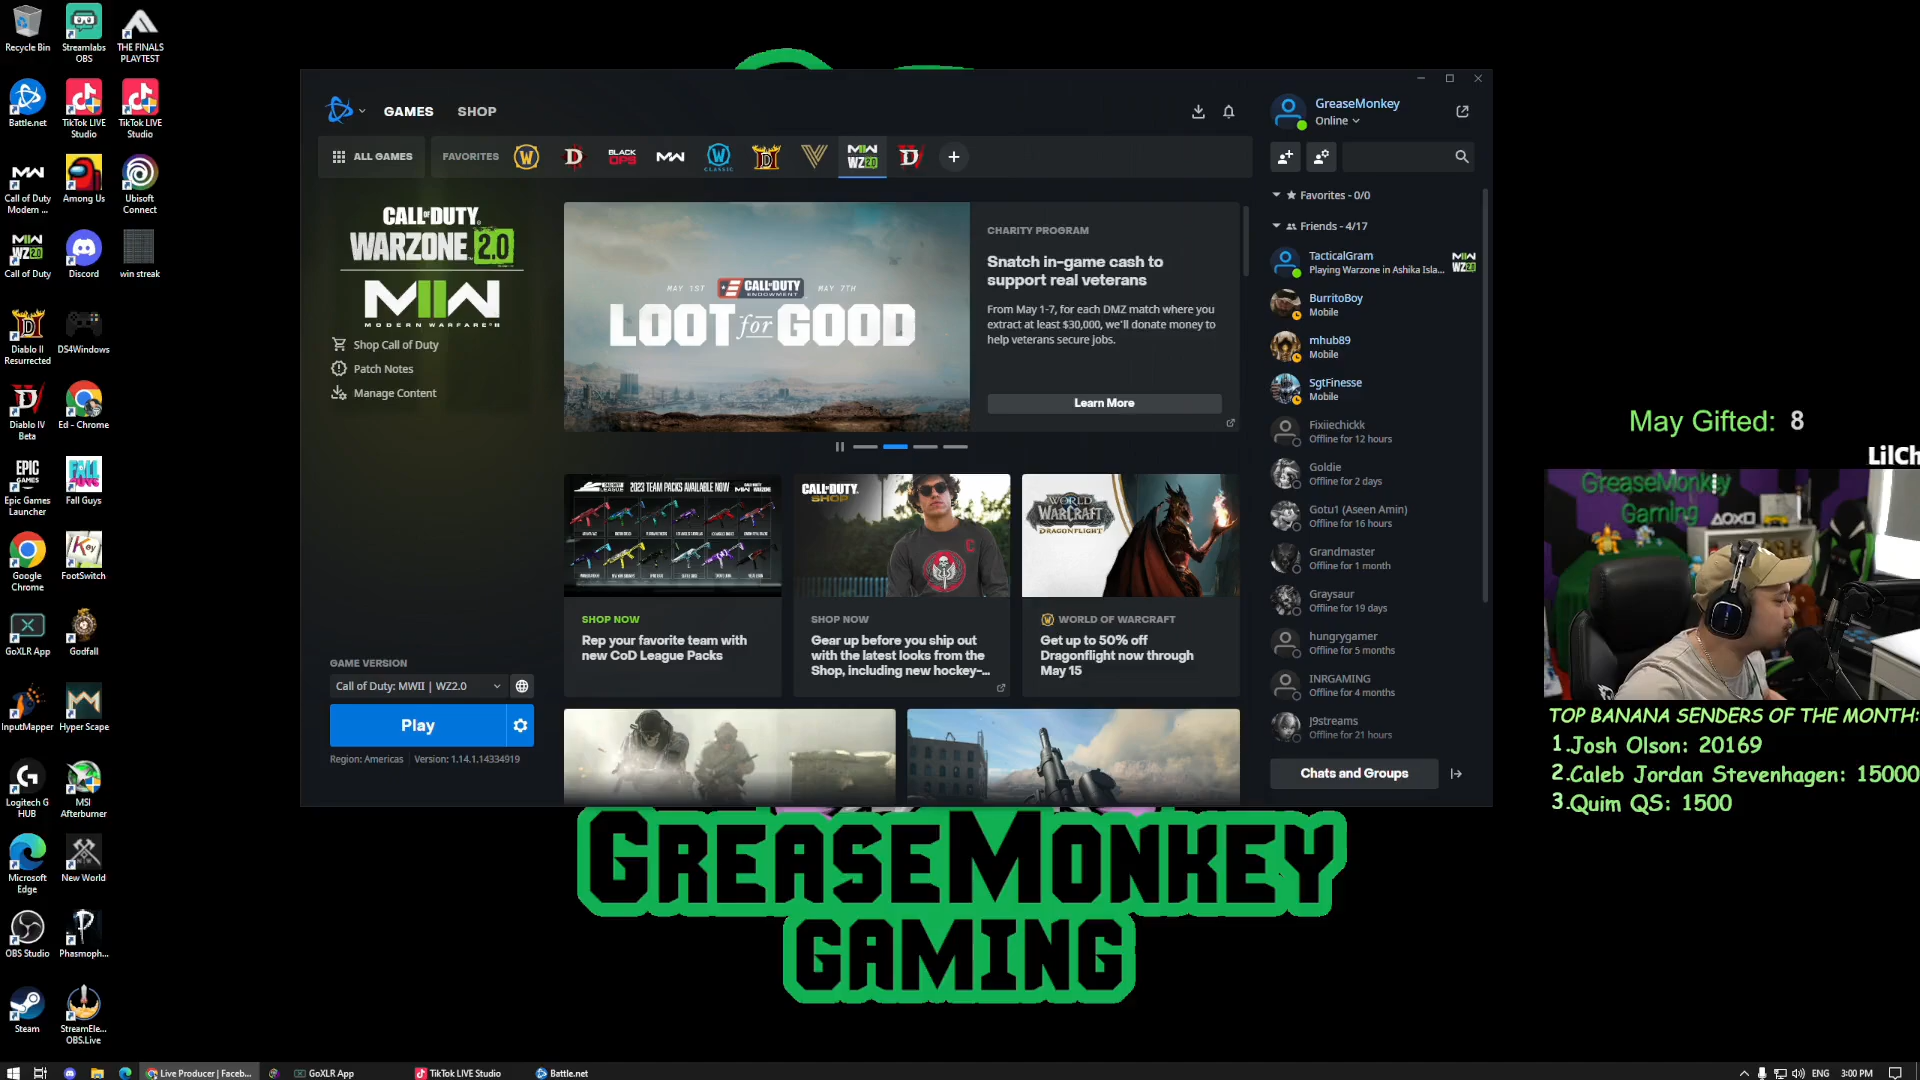 Recycle Bin
Streamlabs
OBS
THE FINALS
PLAYTEST
Battle.net
TikTok LIVE
Studio
TikTok LIVE
Studio
Call of Duty
Modern ...
Among Us
Ubisoft
Connect
Call of Duty
Discord
win streak
Diablo II
Resurrected
DS4Windows
Diablo IV
Beta
Ed - Chrome
Epic Games
Launcher
Fall Guys
Google
Chrome
FootSwitch
GoXLR App
Godfall
InputMapper
Hyper Scape
Logitech G
HUB
MSI
Afterburner
Microsoft
Edge
New World
OBS Studio
Phasmoph...
Steam
StreamEle...
OBS.Live
GAMES
SHOP
ALL GAMES
FAVORITES
BLACK
OPS
CLASSIC
WZ2.0
CALL OF DUTY
WARZONE 2.0
MODERN WARFARE II
Shop Call of Duty
Patch Notes
Manage Content
GAME VERSION
Call of Duty: MWII | WZ2.0
Play
Region: Americas
Version: 1.14.1.14334919
MAY 1ST
CALL OF DUTY
ENDOWMENT
MAY 7TH
LOOT for GOOD
CHARITY PROGRAM
Snatch in-game cash to
support real veterans
From May 1-7, for each DMZ match where you
extract at least $30,000, we'll donate money to
help veterans secure jobs.
Learn More
2023 TEAM PACKS AVAILABLE NOW
SHOP NOW
Rep your favorite team with
new CoD League Packs
CALL OF DUTY
SHOP
SHOP NOW
Gear up before you ship out
with the latest looks from the
Shop, including new hockey-...
WORLD
WARCRAFT
DRAGONFLIGHT
WORLD OF WARCRAFT
Get up to 50% off
Dragonflight now through
May 15
GreaseMonkey
Online
Favorites - 0/0
Friends - 4/17
TacticalGram
Playing Warzone in Ashika Isla...
WZ2.0
BurritoBoy
Mobile
mhub89
Mobile
SgtFinesse
Mobile
Fixiiechickk
Offline for 12 hours
Goldie
Offline for 2 days
Gotu1 (Aseen Amin)
Offline for 16 hours
Grandmaster
Offline for 1 month
Graysaur
Offline for 19 days
hungrygamer
Offline for 5 months
INRGAMING
Offline for 4 months
J9streams
Offline for 21 hours
Chats and Groups
May Gifted: 8
LilCh
GreaseMonkey
Gaming
TOP BANANA SENDERS OF THE MONTH:
1.Josh Olson: 20169
2.Caleb Jordan Stevenhagen: 15000
3.Quim QS: 1500
GREASEMONKEY
GAMING
Live Producer | Faceb...
GoXLR App
TikTok LIVE Studio
Battle.net
ENG
3:00 PM